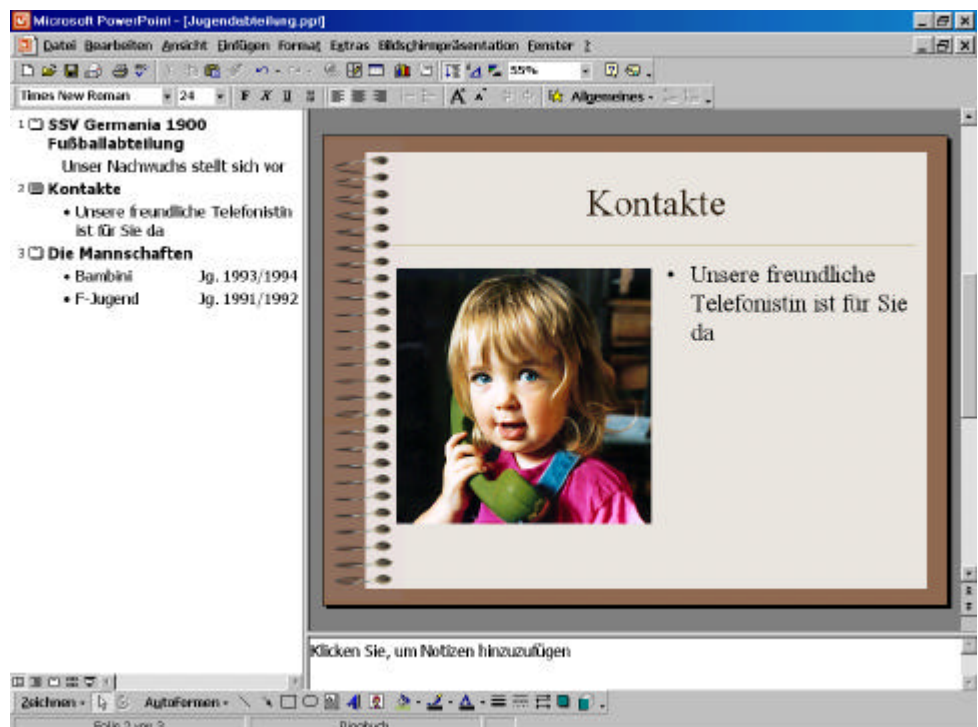 Microsoft PowerPoint - [Jugendabteilung.ppt]
Datei Bearbeiten Ansicht Einfügen Format Extras Bildschirmpräsentation Fenster ?
55%
Times New Roman 24 F K U Allgemeines
1 SSV Germania 1900
Fußballabteilung
Unser Nachwuchs stellt sich vor
2 Kontakte
• Unsere freundliche Telefonistin
ist für Sie da
3 Die Mannschaften
• Bambini Jg. 1993/1994
• F-Jugend Jg. 1991/1992
Kontakte
• Unsere freundliche
Telefonistin ist für Sie
da
Klicken Sie, um Notizen hinzuzufügen
Zeichnen AutoFormen
Folie 2 von 3 Ringbuch